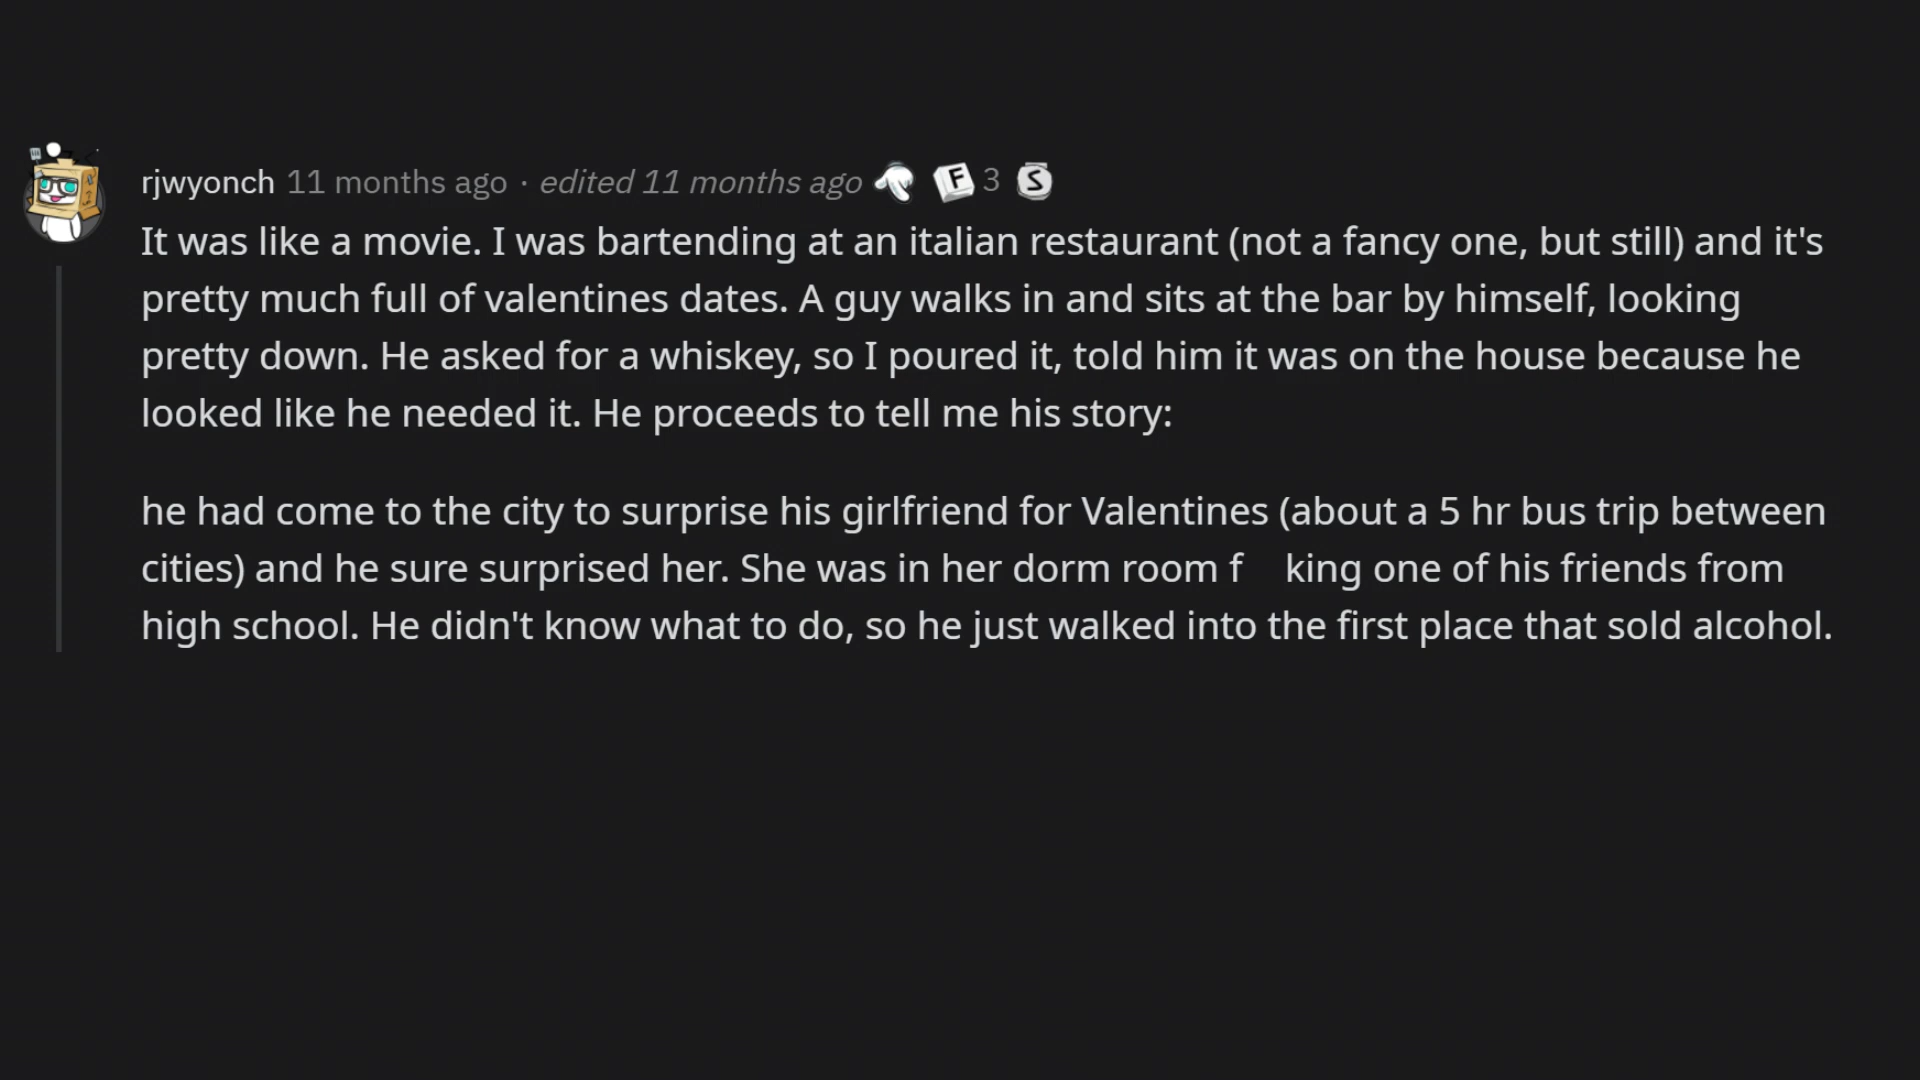 rjwyonch 11 months ago · edited 11 months ago F 3 S
It was like a movie. I was bartending at an italian restaurant (not a fancy one, but still) and it's
pretty much full of valentines dates. A guy walks in and sits at the bar by himself, looking
pretty down. He asked for a whiskey, so I poured it, told him it was on the house because he
looked like he needed it. He proceeds to tell me his story:
he had come to the city to surprise his girlfriend for Valentines (about a 5 hr bus trip between
cities) and he sure surprised her. She was in her dorm room f king one of his friends from
high school. He didn't know what to do, so he just walked into the first place that sold alcohol.